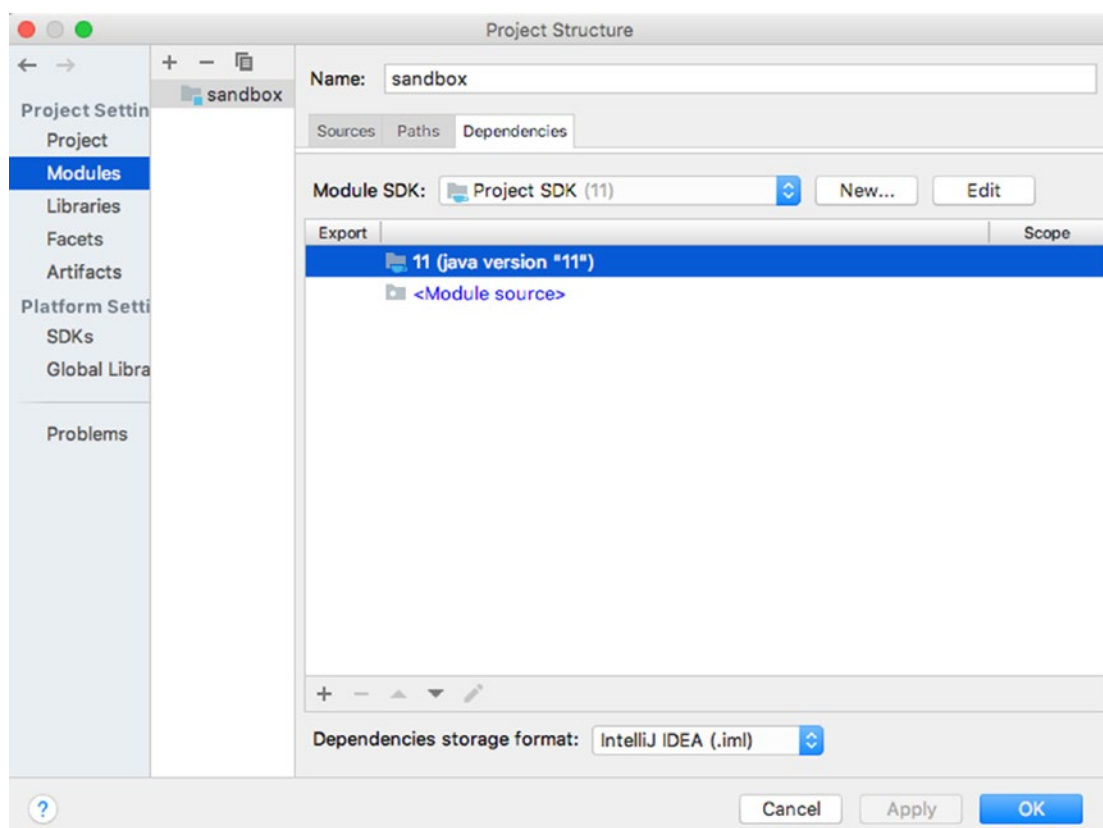 Project Structure
+ −
sandbox
Project Settin
Project
Modules
Libraries
Facets
Artifacts
Platform Setti
SDKs
Global Libra
Problems
Name: sandbox
Sources Paths Dependencies
Module SDK: Project SDK (11) New... Edit
Export Scope
11 (java version "11")
<Module source>
+ −
Dependencies storage format: IntelliJ IDEA (.iml)
? Cancel Apply OK